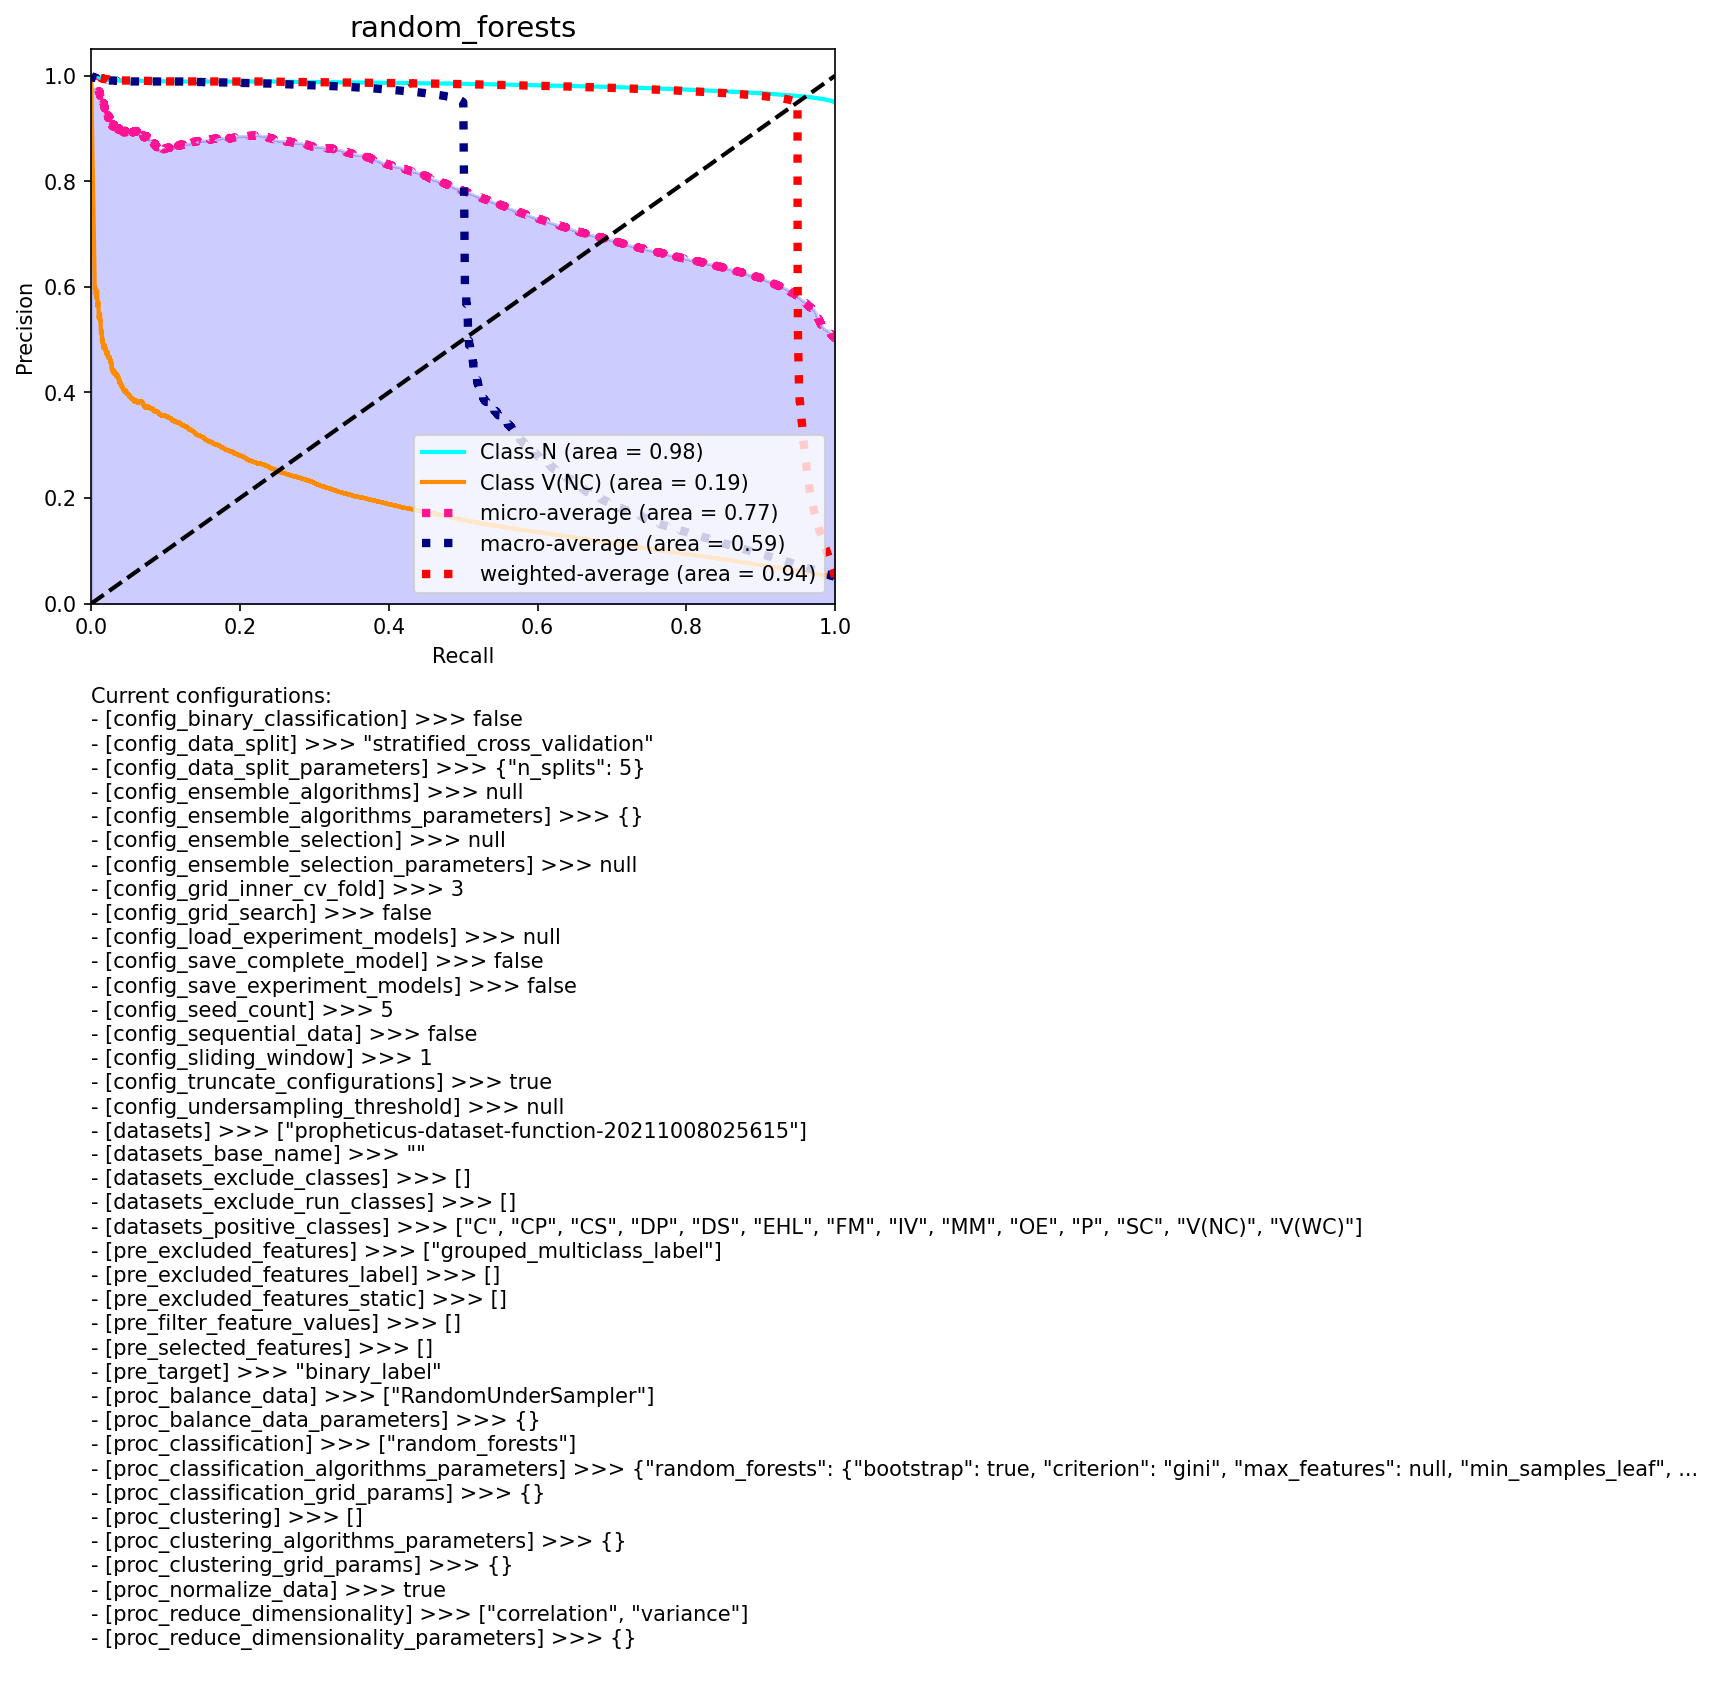 random_forests
1.0
0.8
0.6
0.4
0.2
0.0
Precision
0.0 0.2 0.4 0.6 0.8 1.0
Recall
Class N (area = 0.98)
Class V(NC) (area = 0.19)
micro-average (area = 0.77)
macro-average (area = 0.59)
weighted-average (area = 0.94)
Current configurations:
- [config_binary_classification] >>> false
- [config_data_split] >>> "stratified_cross_validation"
- [config_data_split_parameters] >>> {"n_splits": 5}
- [config_ensemble_algorithms] >>> null
- [config_ensemble_algorithms_parameters] >>> {}
- [config_ensemble_selection] >>> null
- [config_ensemble_selection_parameters] >>> null
- [config_grid_inner_cv_fold] >>> 3
- [config_grid_search] >>> false
- [config_load_experiment_models] >>> null
- [config_save_complete_model] >>> false
- [config_save_experiment_models] >>> false
- [config_seed_count] >>> 5
- [config_sequential_data] >>> false
- [config_sliding_window] >>> 1
- [config_truncate_configurations] >>> true
- [config_undersampling_threshold] >>> null
- [datasets] >>> ["propheticus-dataset-function-20211008025615"]
- [datasets_base_name] >>> ""
- [datasets_exclude_classes] >>> []
- [datasets_exclude_run_classes] >>> []
- [datasets_positive_classes] >>> ["C", "CP", "CS", "DP", "DS", "EHL", "FM", "IV", "MM", "OE", "P", "SC", "V(NC)", "V(WC)"]
- [pre_excluded_features] >>> ["grouped_multiclass_label"]
- [pre_excluded_features_label] >>> []
- [pre_excluded_features_static] >>> []
- [pre_filter_feature_values] >>> []
- [pre_selected_features] >>> []
- [pre_target] >>> "binary_label"
- [proc_balance_data] >>> ["RandomUnderSampler"]
- [proc_balance_data_parameters] >>> {}
- [proc_classification] >>> ["random_forests"]
- [proc_classification_algorithms_parameters] >>> {"random_forests": {"bootstrap": true, "criterion": "gini", "max_features": null, "min_samples_leaf", ...
- [proc_classification_grid_params] >>> {}
- [proc_clustering] >>> []
- [proc_clustering_algorithms_parameters] >>> {}
- [proc_clustering_grid_params] >>> {}
- [proc_normalize_data] >>> true
- [proc_reduce_dimensionality] >>> ["correlation", "variance"]
- [proc_reduce_dimensionality_parameters] >>> {}